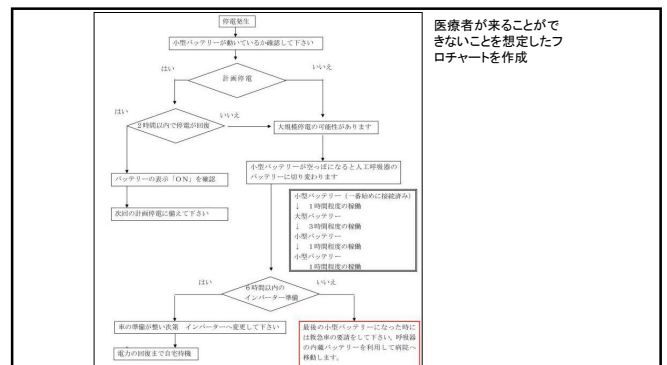 停電発生
小型バッテリーが動いているか確認して下さい
はい
いいえ
計画停電
はい
いいえ
2時間以内で停電が回復
大規模停電の可能性があります
小型バッテリーが空っぽになると人工呼吸器の
バッテリーに切り変わります
バッテリーの表示「ON」を確認
次回の計画停電に備えて下さい
小型バッテリー(一番始めに接続済み)
↓ 1時間程度の稼働
大型バッテリー
↓ 3時間程度の稼働
小型バッテリー
↓ 1時間程度の稼働
小型バッテリー
1時間程度の稼働
はい
いいえ
6時間以内の
インバーター準備
車の準備が整い次第 インバーターへ変更して下さい
電力の回復まで自宅待機
最後の小型バッテリーになった時に
は救急車の要請をして下さい。呼吸器
の内蔵バッテリーを利用して病院へ
移動します。
医療者が来ることがで
きないことを想定したフ
ロチャートを作成